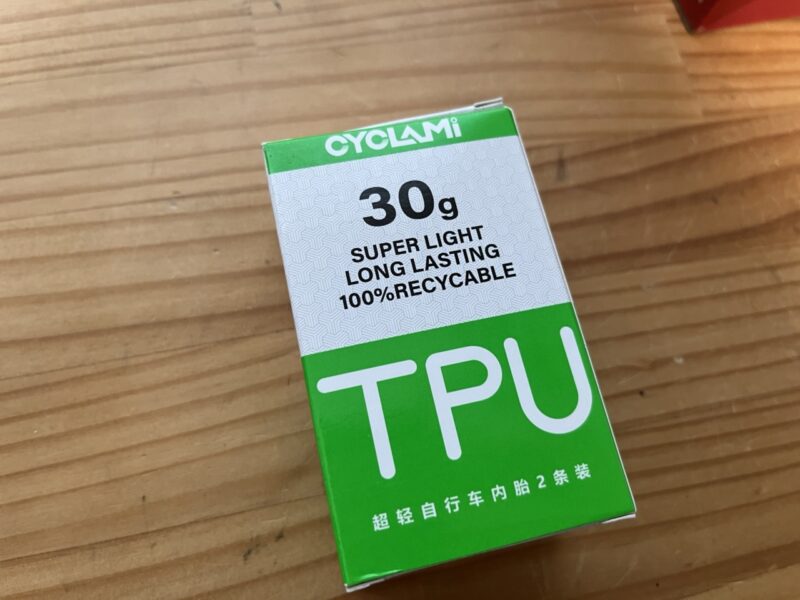 CYCLAMi
30g
SUPER LIGHT
LONG LASTING
100%RECYCABLE
TPU
超轻自行车内胎2条装